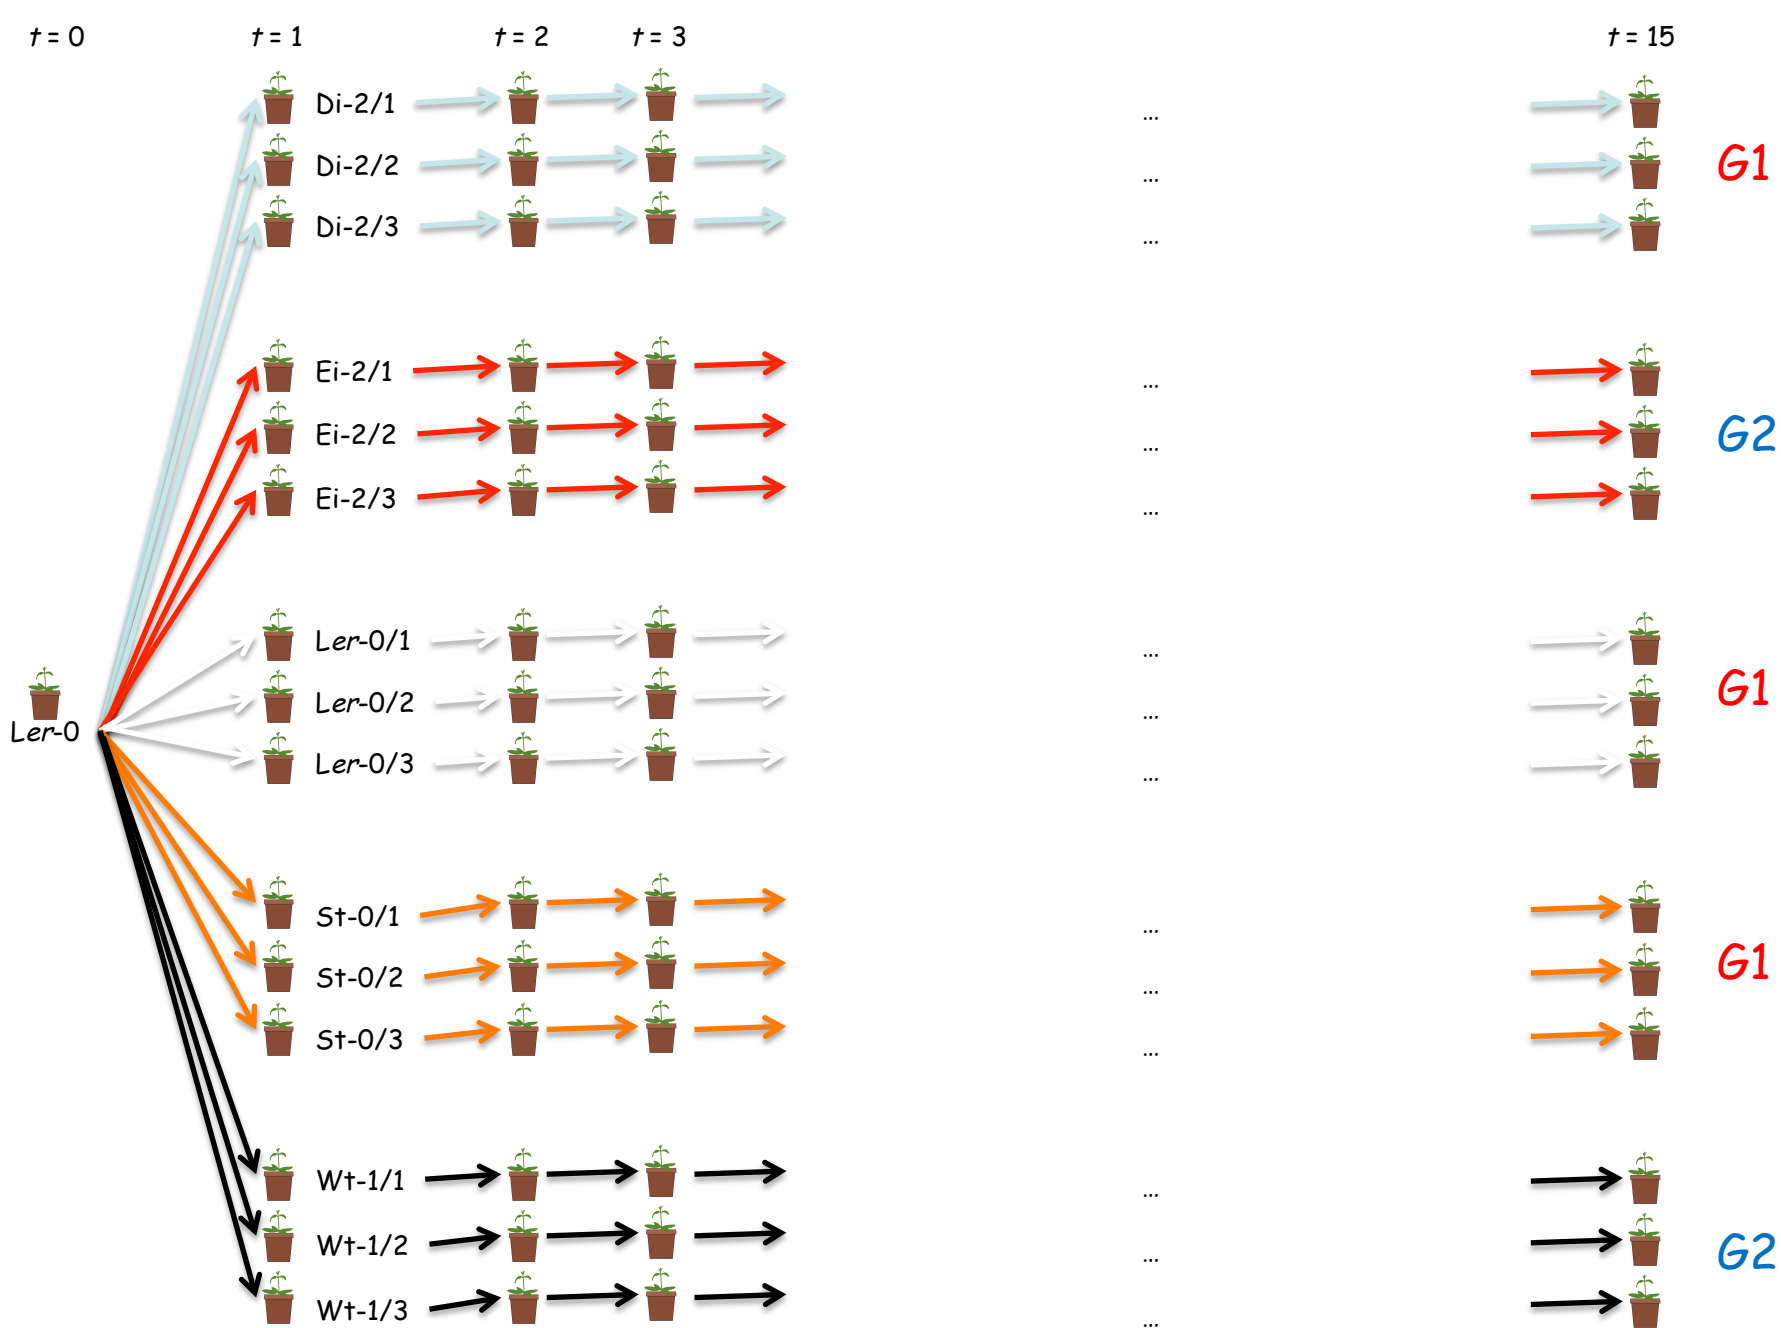 t = 0 t = 1 t = 2 t = 3 t = 15
Di-2/1 ...
Di-2/2 ... G1
Di-2/3 ...
Ei-2/1 ...
Ei-2/2 ... G2
Ei-2/3 ...
Ler-0/1 ...
Ler-0/2 ... G1
Ler-0
Ler-0/3 ...
St-0/1 ...
St-0/2 ... G1
St-0/3 ...
Wt-1/1 ...
Wt-1/2 ... G2
Wt-1/3 ...